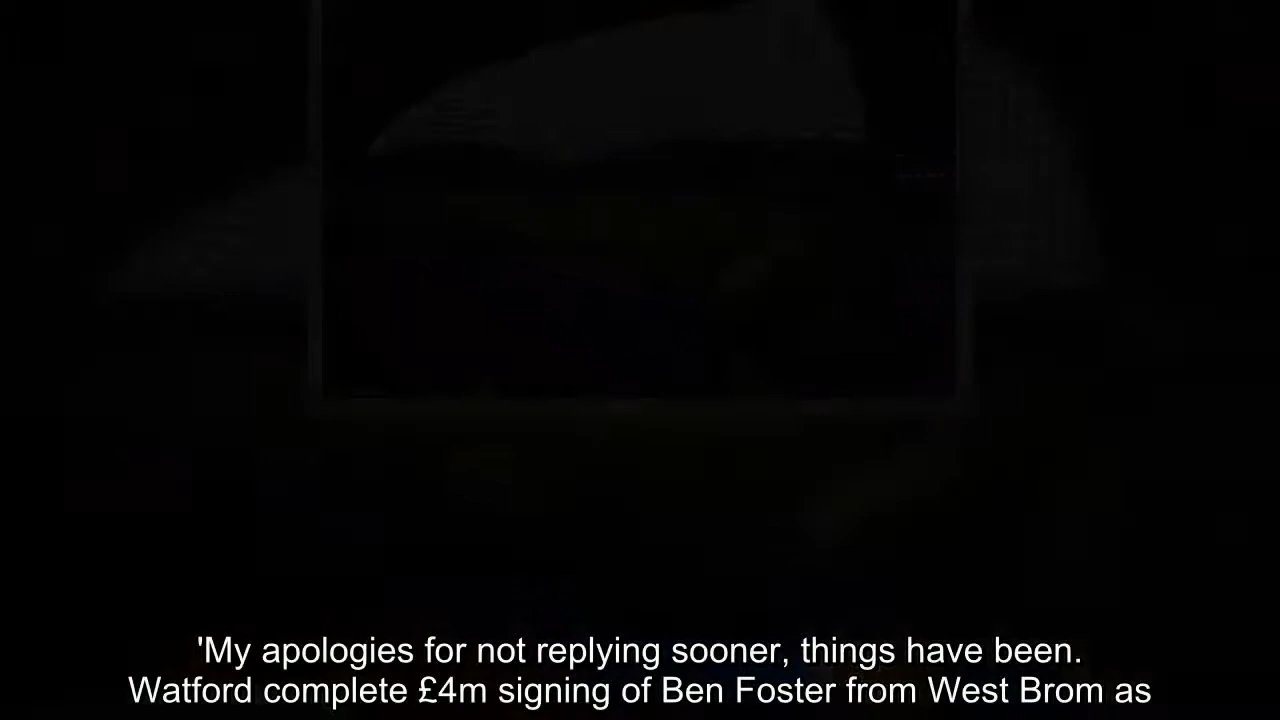 'My apologies for not replying sooner, things have been.
Watford complete £4m signing of Ben Foster from West Brom as